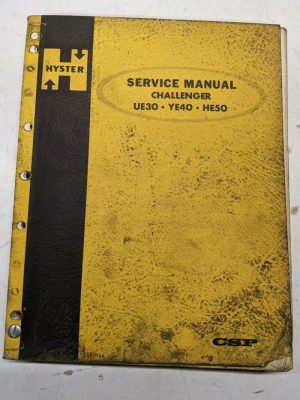 HYSTER
SERVICE MANUAL
CHALLENGER
UE30 • YE40 • HE50
CSP